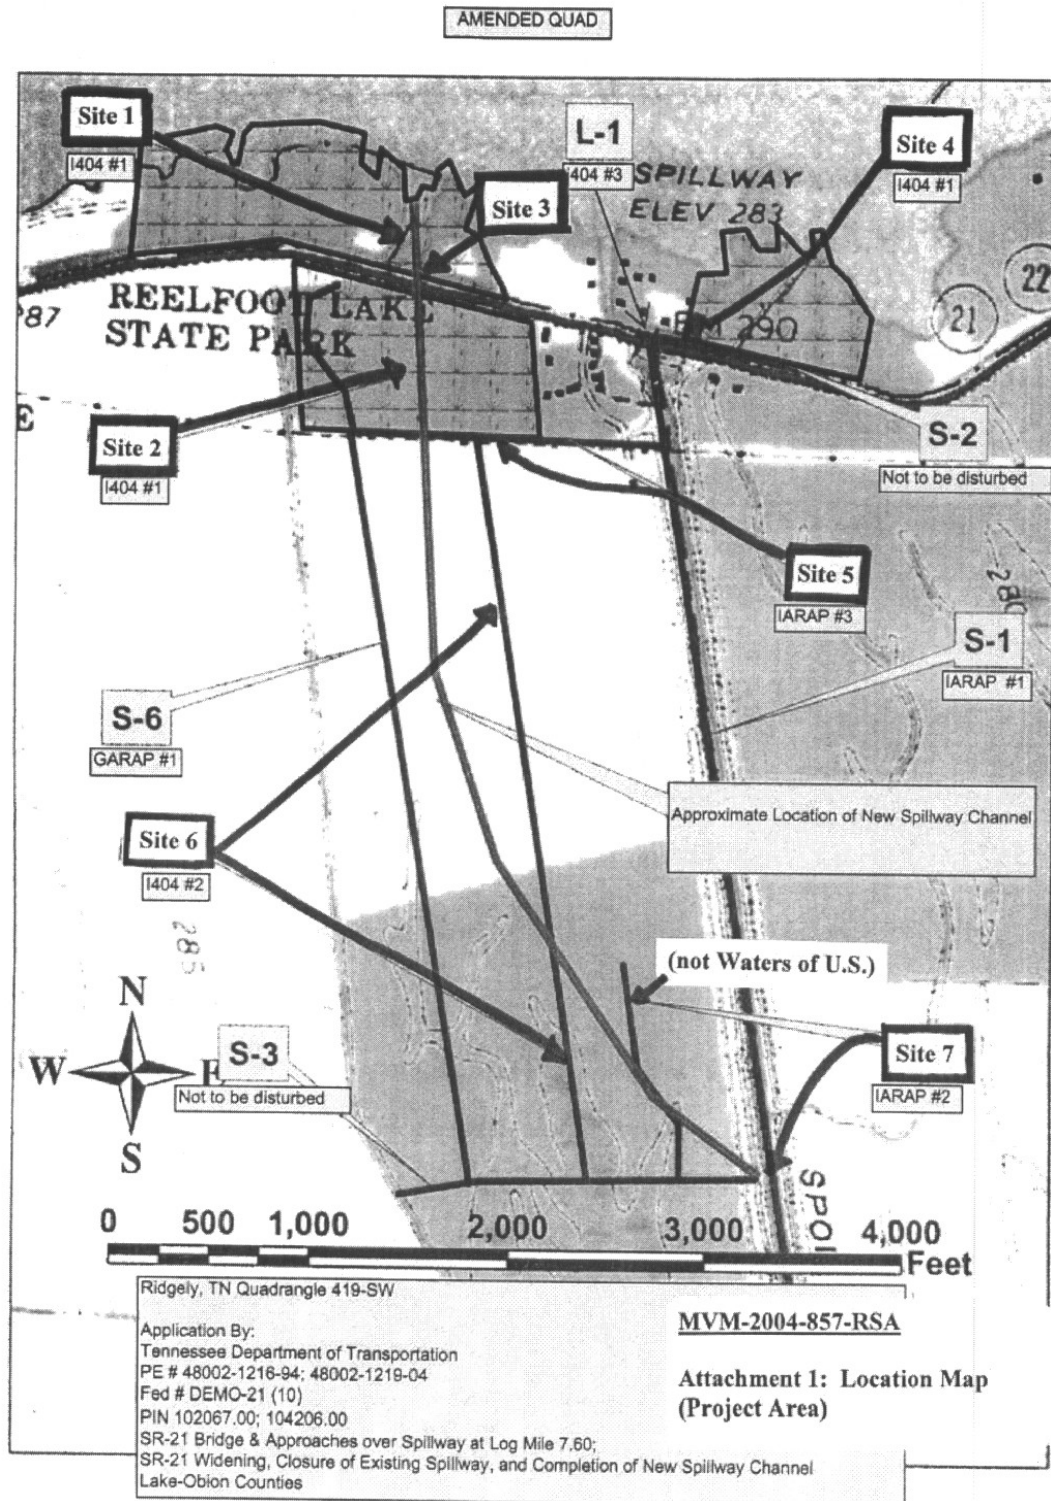 AMENDED QUAD
Site 1
I404 #1
L-1
I404 #3
Site 4
I404 #1
SPILLWAY
ELEV 283
Site 3
22
21
REELFOOT LAKE
STATE PARK
BM 290
E
Site 2
I404 #1
S-2
Not to be disturbed
Site 5
IARAP #3
280
S-1
IARAP #1
S-6
GARAP #1
Approximate Location of New Spillway Channel
Site 6
I404 #2
285
(not Waters of U.S.)
N
W
E
S
S-3
Not to be disturbed
Site 7
IARAP #2
0 500 1,000 2,000 3,000 4,000
Feet
Ridgely, TN Quadrangle 419-SW
Application By:
Tennessee Department of Transportation
PE # 48002-1216-94; 48002-1219-04
Fed # DEMO-21 (10)
PIN 102067.00; 104206.00
SR-21 Bridge & Approaches over Spillway at Log Mile 7.60;
SR-21 Widening, Closure of Existing Spillway, and Completion of New Spillway Channel
Lake-Obion Counties
MVM-2004-857-RSA
Attachment 1: Location Map
(Project Area)